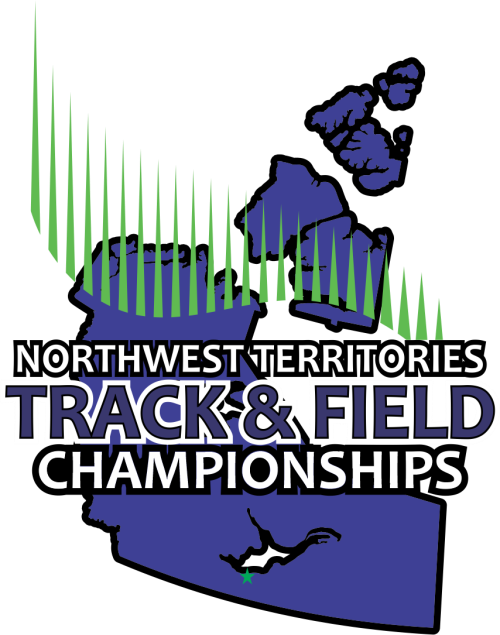 NORTHWEST TERRITORIES
TRACK & FIELD
CHAMPIONSHIPS